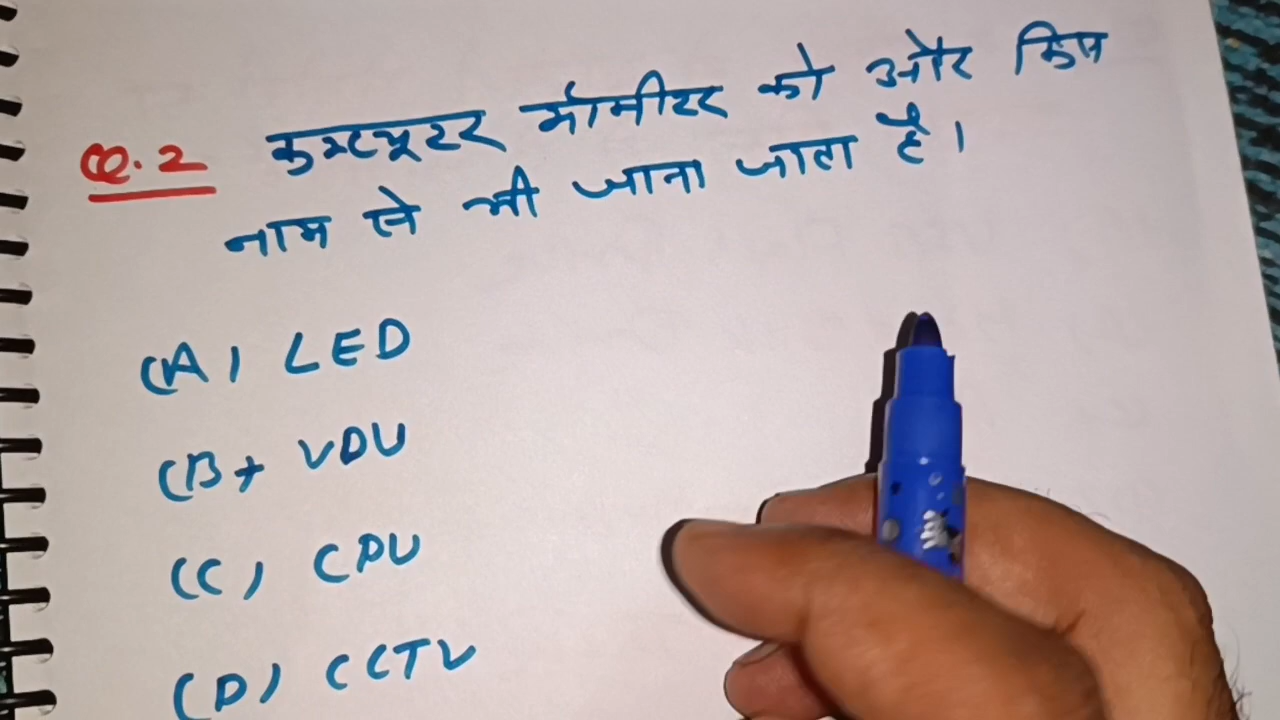 Q.2 कम्प्यूटर मॉनीटर को और किस
नाम से भी जाना जाता है।
(A) LED
(B) VDU
(C) CPU
(D) CCTV